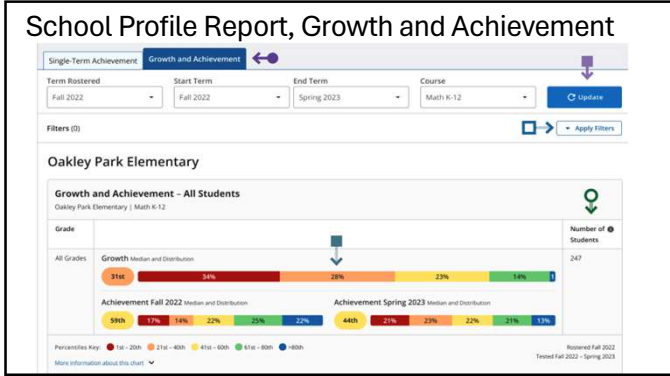 School Profile Report, Growth and Achievement
Single-Term Achievement Growth and Achievement
Term Rostered Start Term End Term Course
Fall 2022 Fall 2022 Spring 2023 Math K-12 Update
Filters (0) Apply Filters
Oakley Park Elementary
Growth and Achievement – All Students
Oakley Park Elementary | Math K-12
Grade Number of Students
All Grades Growth Median and Distribution 247
31st 34% 28% 23% 14% 1
Achievement Fall 2022 Median and Distribution Achievement Spring 2023 Median and Distribution
59th 17% 14% 22% 25% 22% 44th 21% 23% 22% 21% 13%
Percentiles Key: 1st – 20th 21st – 40th 41st – 60th 61st – 80th >80th Rostered Fall 2022
More information about this chart Tested Fall 2022 – Spring 2023